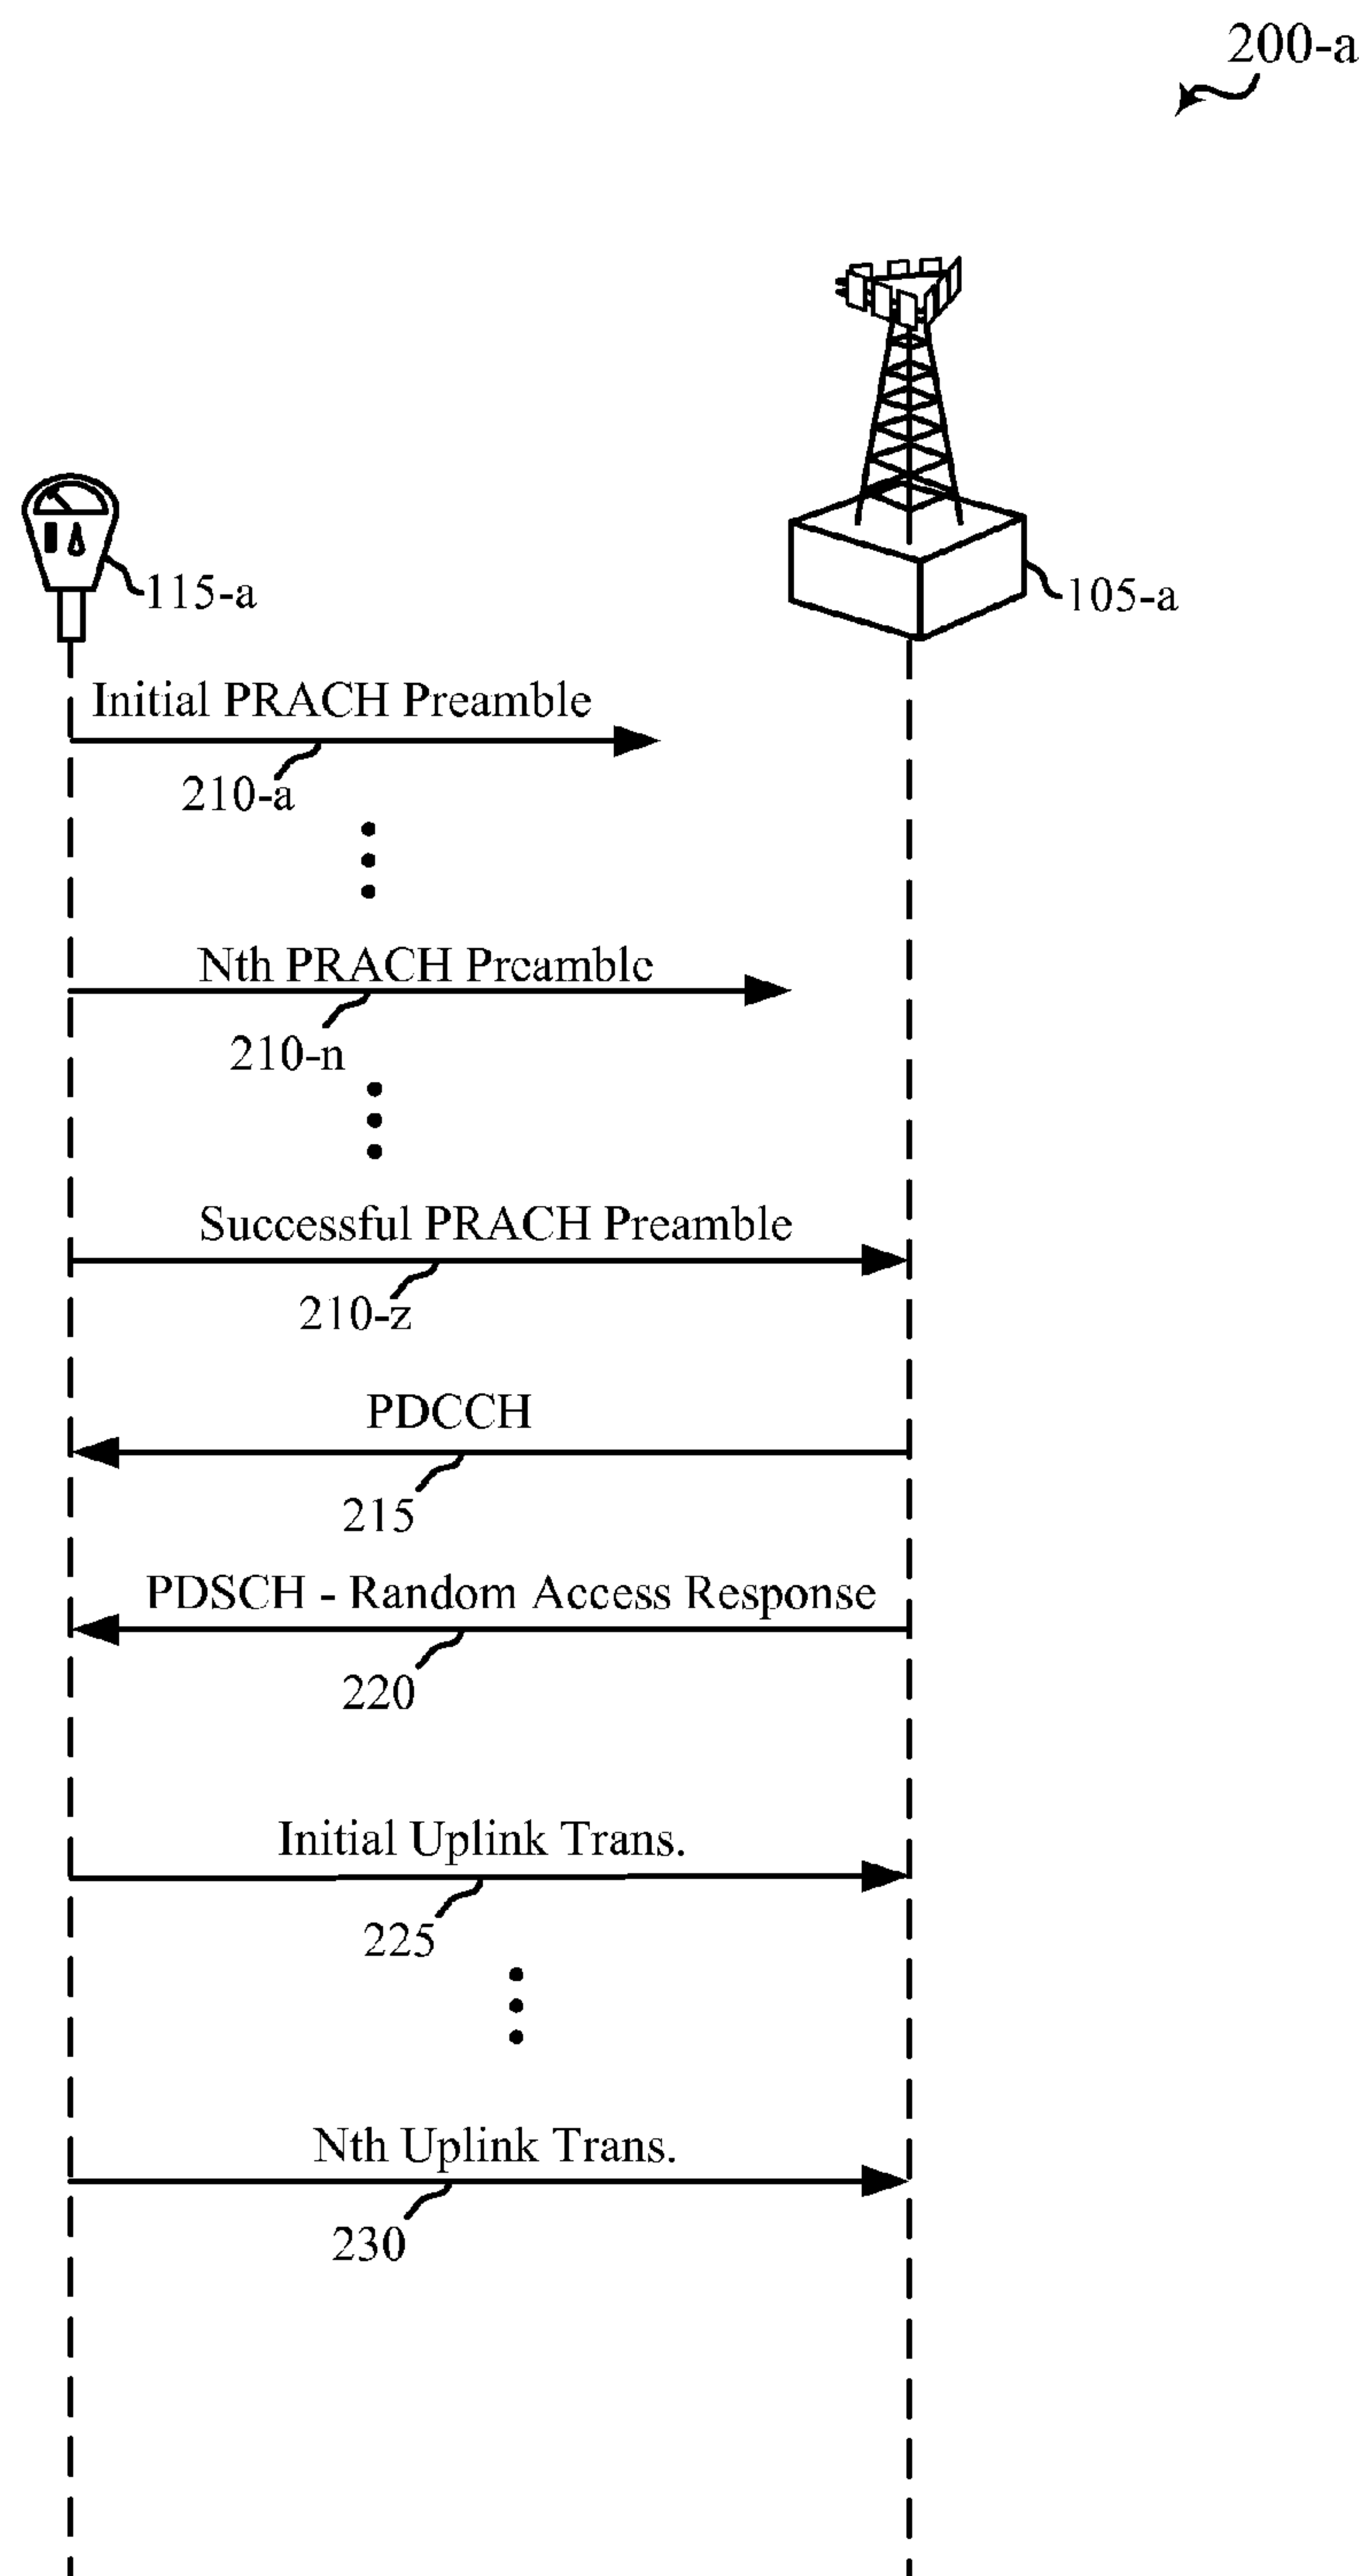 200-a
115-a
105-a
Initial PRACH Preamble
210-a
Nth PRACH Preamble
210-n
Successful PRACH Preamble
210-z
PDCCH
215
PDSCH - Random Access Response
220
Initial Uplink Trans.
225
Nth Uplink Trans.
230